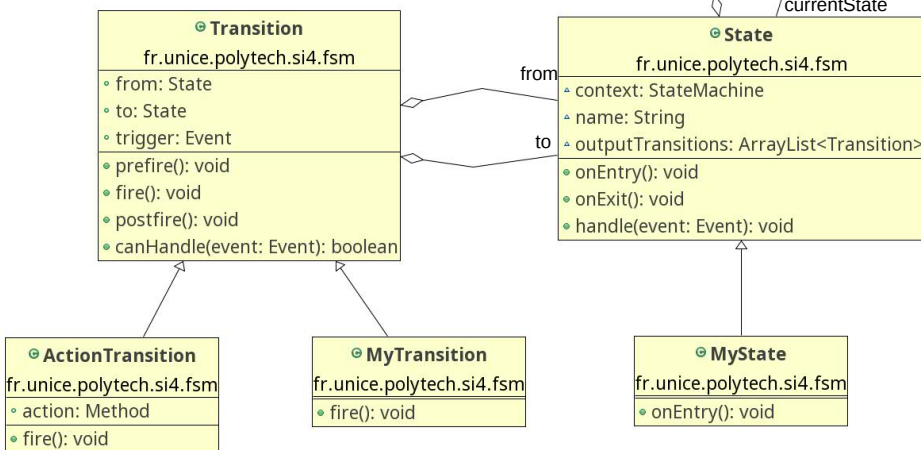 currentState
Transition
fr.unice.polytech.si4.fsm
from: State
to: State
trigger: Event
prefire(): void
fire(): void
postfire(): void
canHandle(event: Event): boolean
from
to
State
fr.unice.polytech.si4.fsm
context: StateMachine
name: String
outputTransitions: ArrayList<Transition>
onEntry(): void
onExit(): void
handle(event: Event): void
ActionTransition
fr.unice.polytech.si4.fsm
action: Method
fire(): void
MyTransition
fr.unice.polytech.si4.fsm
fire(): void
MyState
fr.unice.polytech.si4.fsm
onEntry(): void